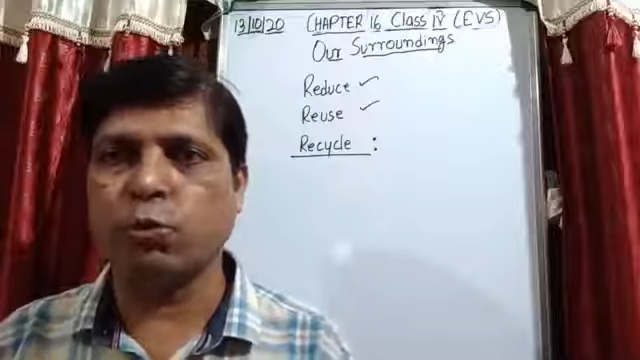 13/10/20 CHAPTER 16 Class IV (EVS)
Our Surroundings
Reduce ✓
Reuse ✓
Recycle :